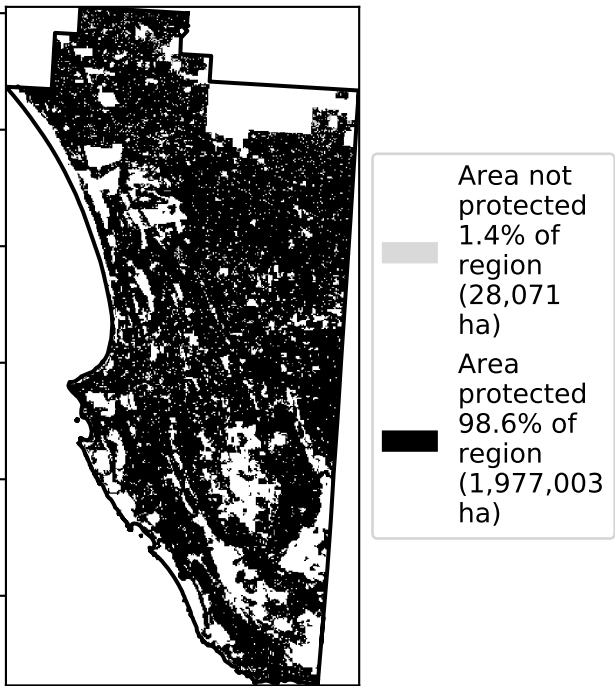 Area not
protected
1.4% of
region
(28,071
ha)
Area
protected
98.6% of
region
(1,977,003
ha)